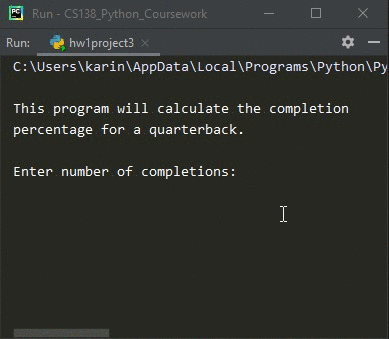 Run - CS138_Python_Coursework
Run: hw1project3
C:\Users\karin\AppData\Local\Programs\Python\Py
This program will calculate the completion
percentage for a quarterback.
Enter number of completions: